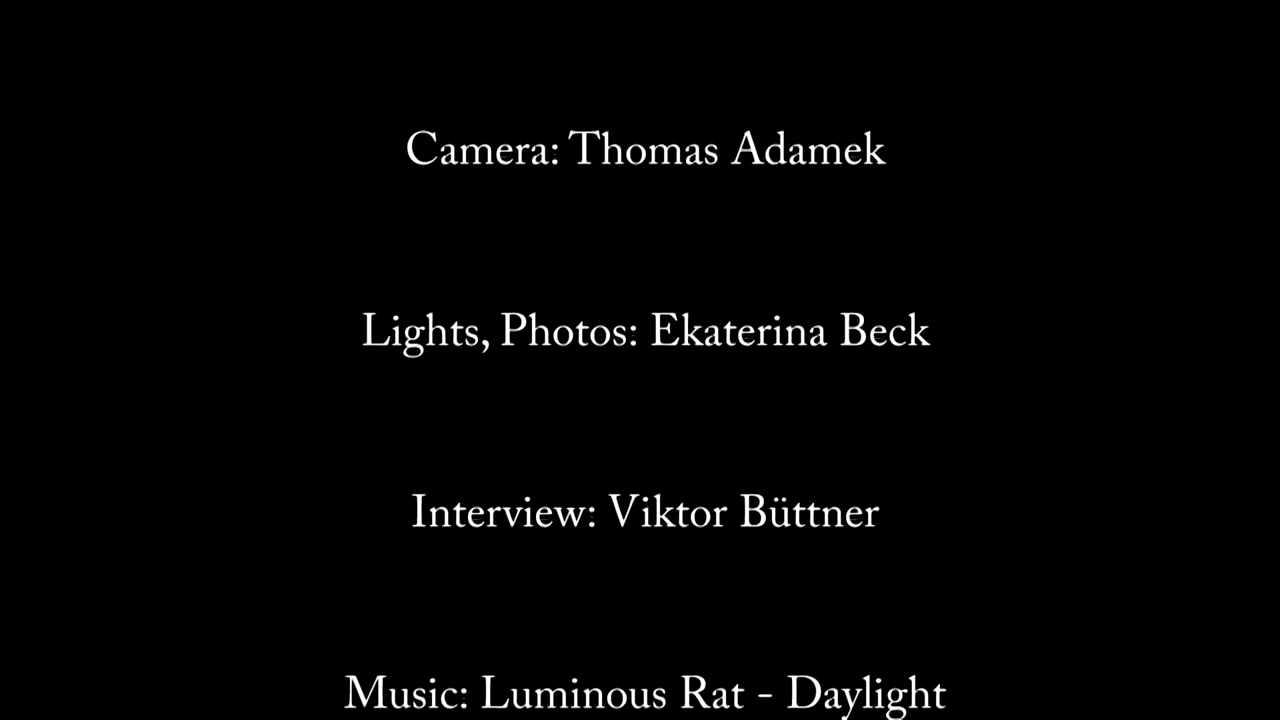 Camera: Thomas Adamek
Lights, Photos: Ekaterina Beck
Interview: Viktor Büttner
Music: Luminous Rat - Daylight